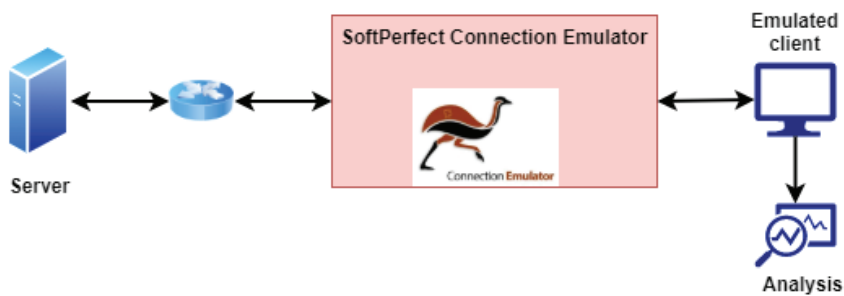 SoftPerfect Connection Emulator
Emulated
client
Connection Emulator
Server
Analysis